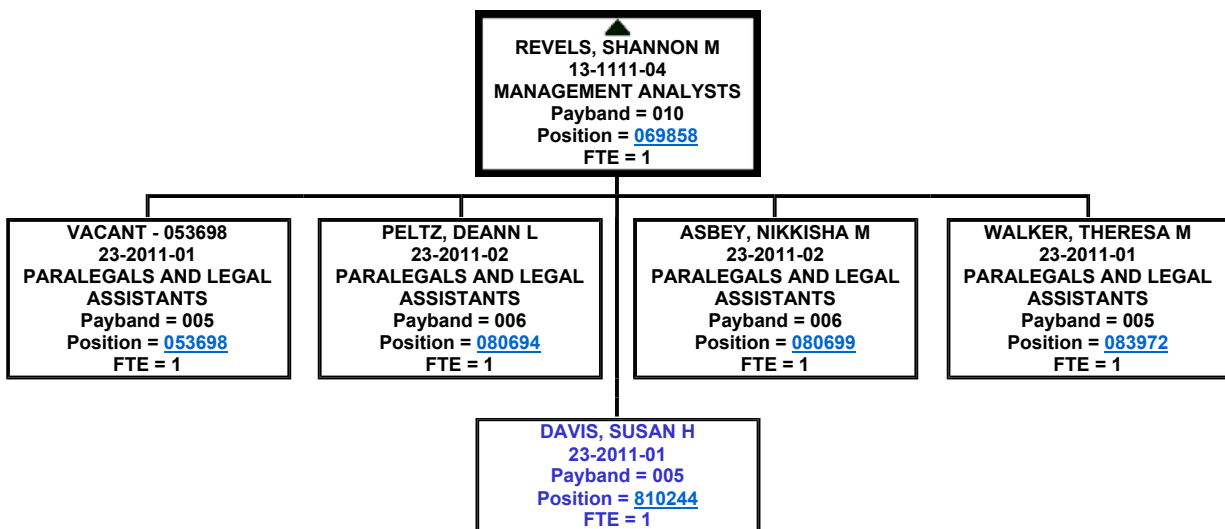 REVELS, SHANNON M
13-1111-04
MANAGEMENT ANALYSTS
Payband = 010
Position = 069858
FTE = 1
VACANT - 053698
23-2011-01
PARALEGALS AND LEGAL
ASSISTANTS
Payband = 005
Position = 053698
FTE = 1
PELTZ, DEANN L
23-2011-02
PARALEGALS AND LEGAL
ASSISTANTS
Payband = 006
Position = 080694
FTE = 1
ASBEY, NIKKISHA M
23-2011-02
PARALEGALS AND LEGAL
ASSISTANTS
Payband = 006
Position = 080699
FTE = 1
WALKER, THERESA M
23-2011-01
PARALEGALS AND LEGAL
ASSISTANTS
Payband = 005
Position = 083972
FTE = 1
DAVIS, SUSAN H
23-2011-01
Payband = 005
Position = 810244
FTE = 1